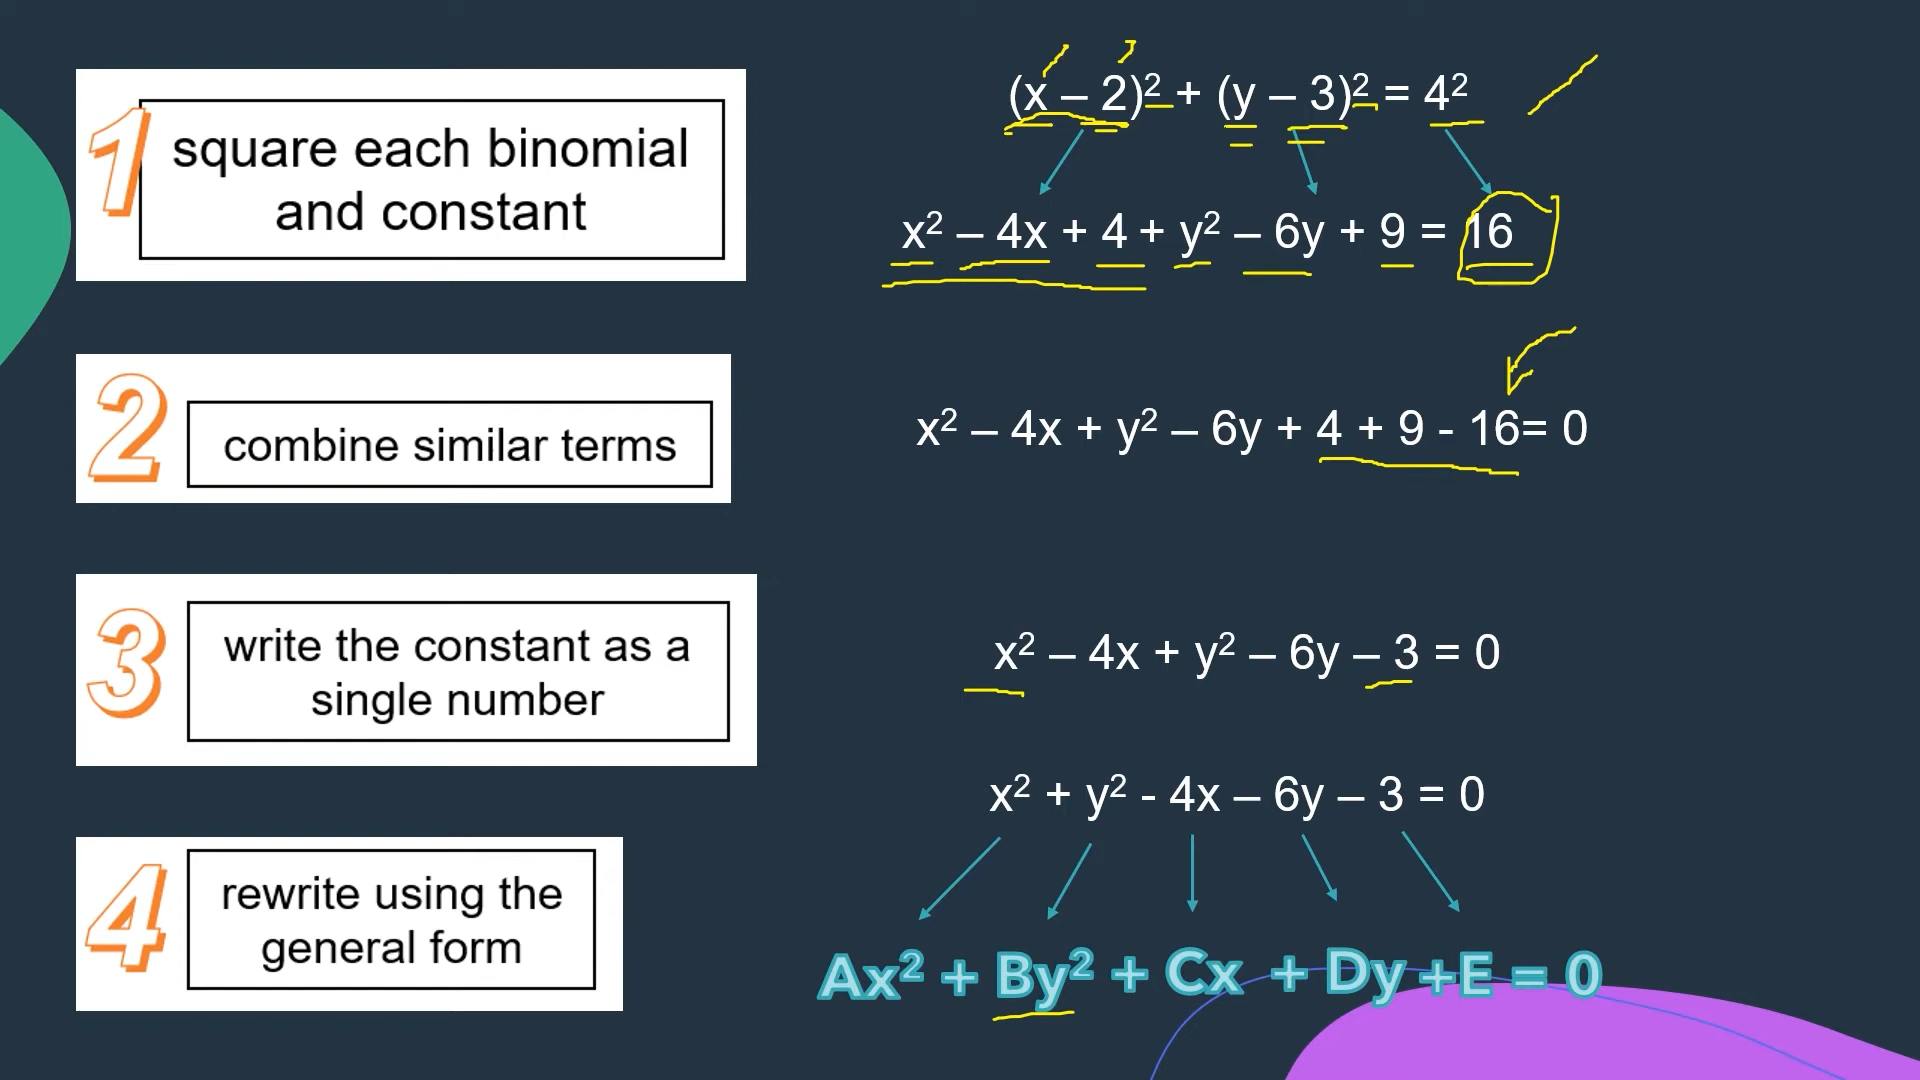 1
square each binomial
and constant
(x – 2)² + (y – 3)² = 4²
x² – 4x + 4 + y² – 6y + 9 = 16
2
combine similar terms
x² – 4x + y² – 6y + 4 + 9 - 16= 0
3
write the constant as a
single number
x² – 4x + y² – 6y – 3 = 0
x² + y² - 4x – 6y – 3 = 0
4
rewrite using the
general form
Ax² + By² + Cx + Dy +E = 0